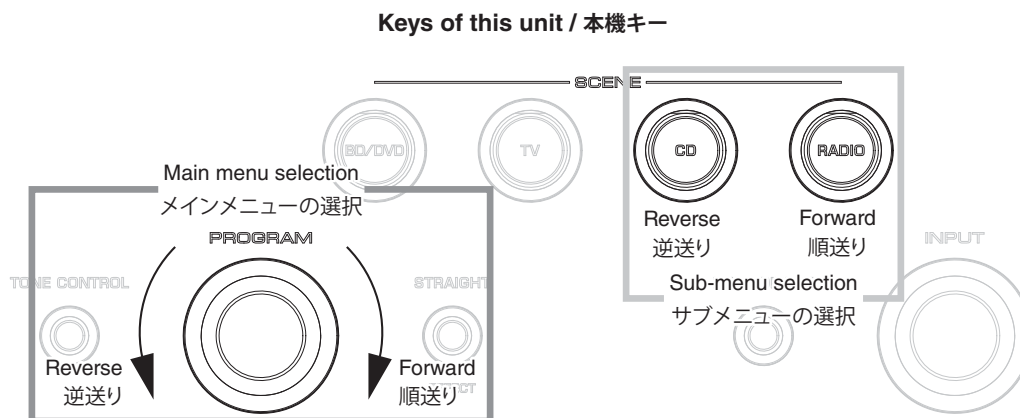 Keys of this unit / 本機キー
SCENE
BD/DVD
TV
CD
RADIO
Main menu selection
メインメニューの選択
Reverse
逆送り
Forward
順送り
PROGRAM
INPUT
TONE CONTROL
STRAIGHT
Sub-menu selection
サブメニューの選択
Reverse
逆送り
Forward
順送り